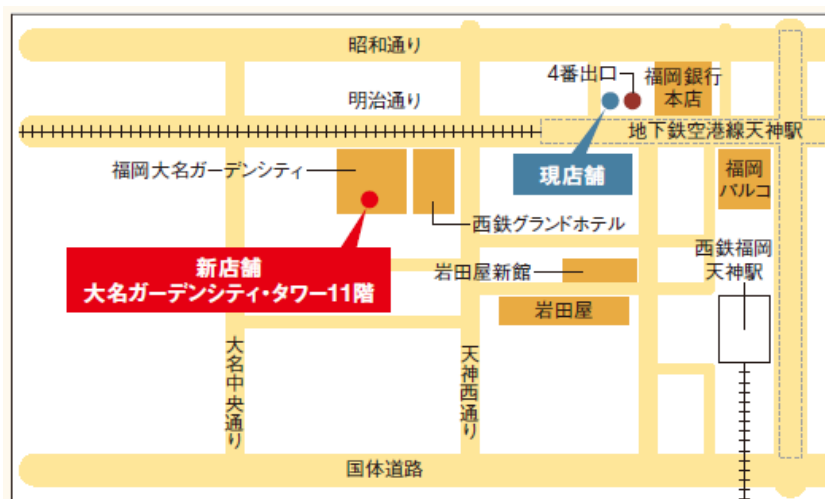 昭和通り
4番出口
福岡銀行
本店
明治通り
地下鉄空港線天神駅
福岡大名ガーデンシティ
現店舗
福岡
パルコ
西鉄グランドホテル
新店舗
大名ガーデンシティ・タワー11階
岩田屋新館
西鉄福岡
天神駅
岩田屋
大名中央通り
天神西通り
国体道路